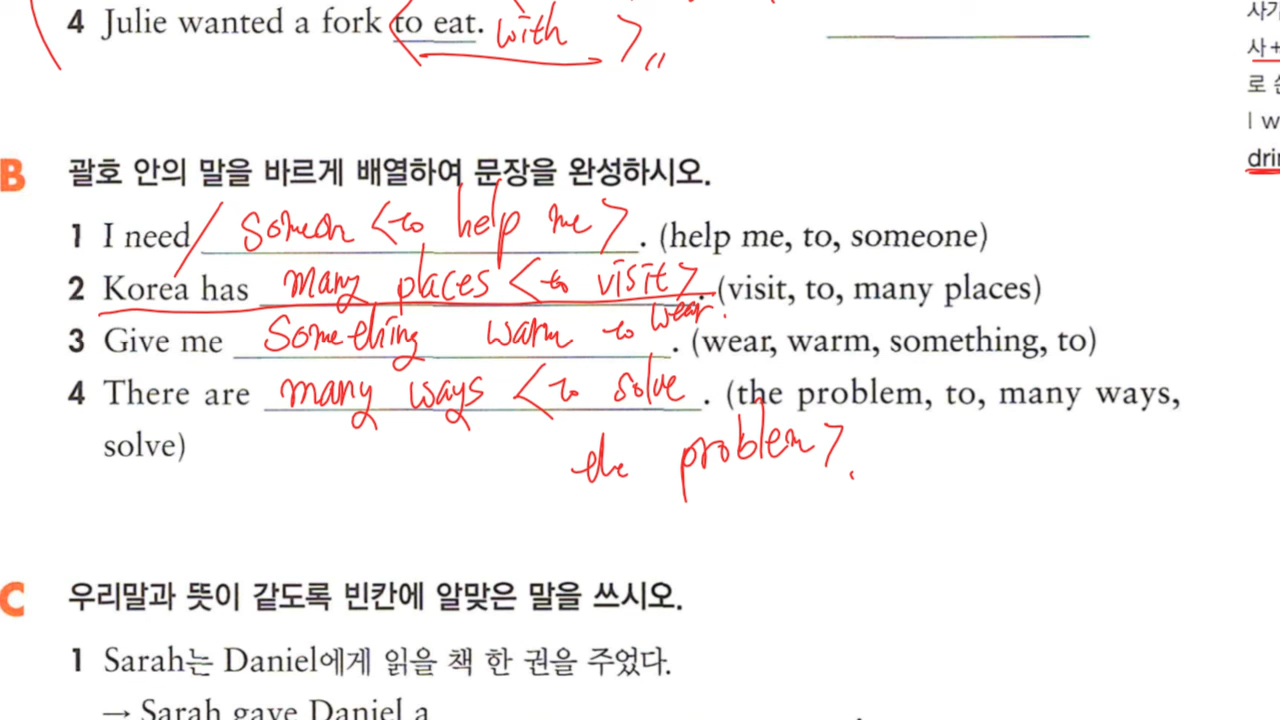 4 Julie wanted a fork <to eat. with >
B 괄호 안의 말을 바르게 배열하여 문장을 완성하시오.
1 I need / someon <to help me> . (help me, to, someone)
2 Korea has many places <to visit>. (visit, to, many places)
3 Give me something warm to wear. . (wear, warm, something, to)
4 There are many ways <to solve . (the problem, to, many ways,
solve) the problem>.
C 우리말과 뜻이 같도록 빈칸에 알맞은 말을 쓰시오.
1 Sarah는 Daniel에게 읽을 책 한 권을 주었다.
→ Sarah gave Daniel a
사+
로
I w
drin